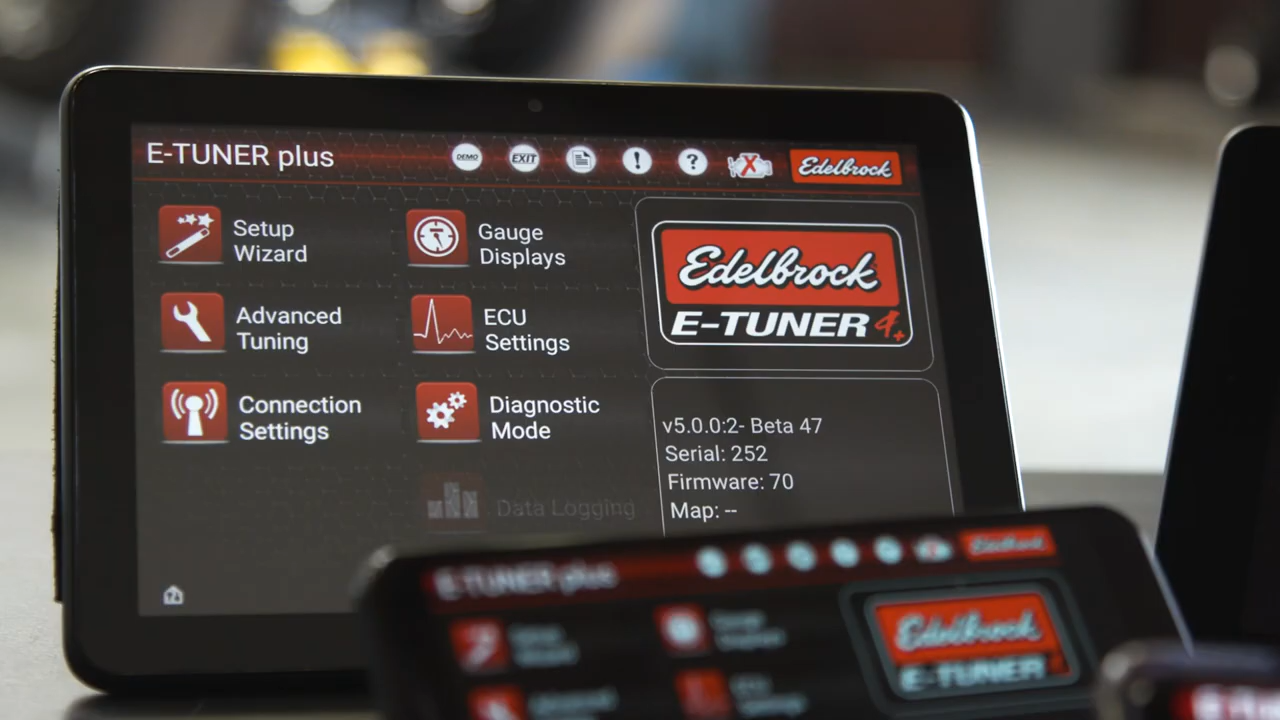 E-TUNER plus
DEMO
EXIT
!
?
X
Edelbrock
Setup
Wizard
Gauge
Displays
Advanced
Tuning
ECU
Settings
Connection
Settings
Diagnostic
Mode
Data Logging
Edelbrock
E-TUNER 4+
v5.0.0:2- Beta 47
Serial: 252
Firmware: 70
Map: --
E-TUNER plus
Edelbrock
Edelbrock
E-TUNER